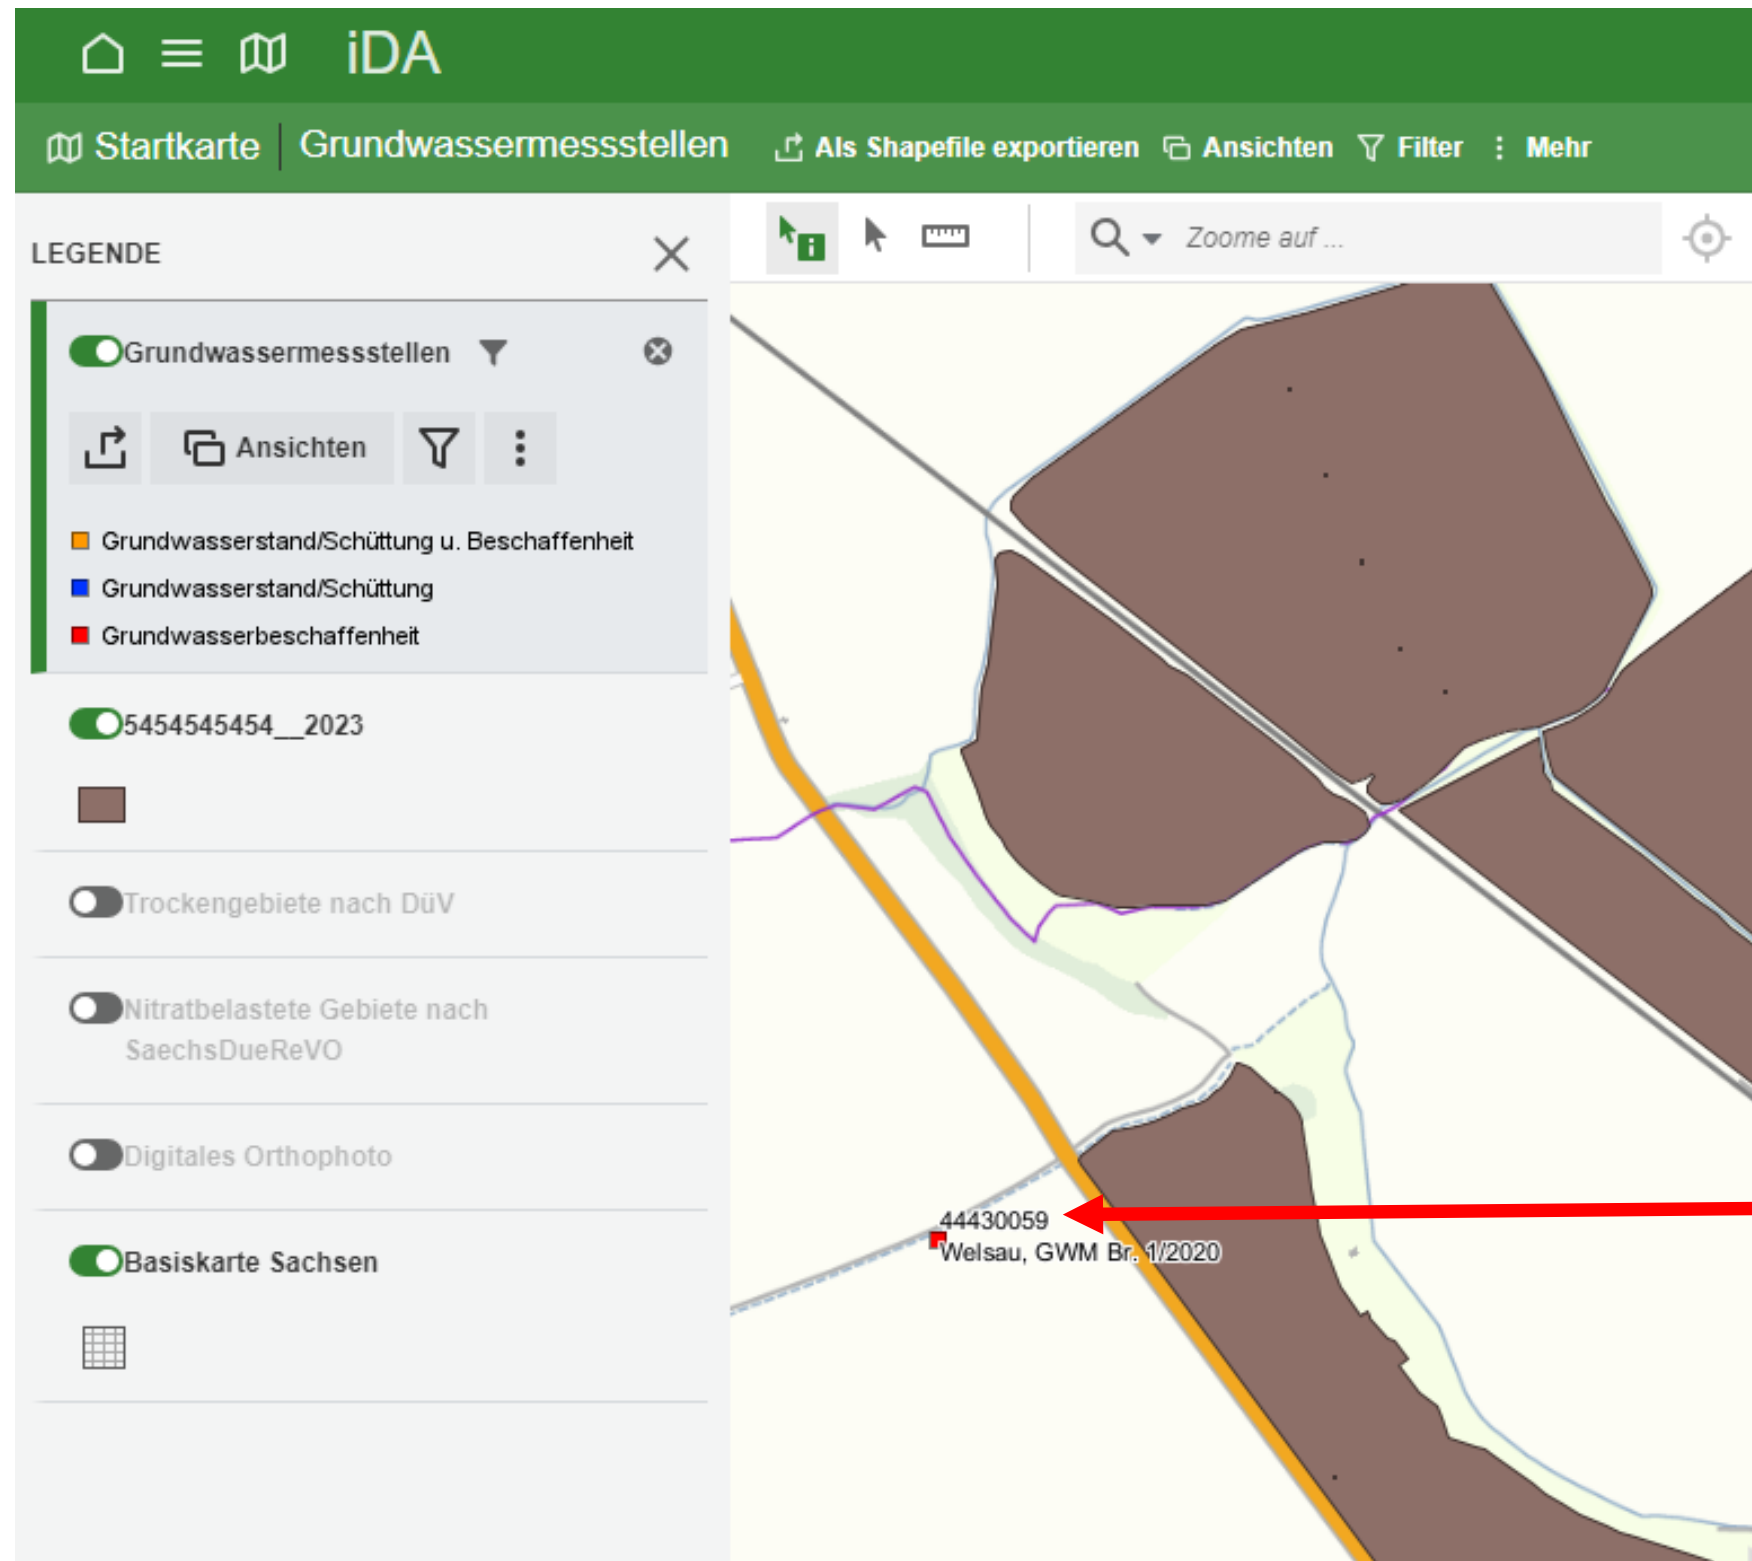 iDA
Startkarte Grundwassermessstellen Als Shapefile exportieren Ansichten Filter Mehr
LEGENDE
Zoome auf ...
Grundwassermessstellen
Ansichten
Grundwasserstand/Schüttung u. Beschaffenheit
Grundwasserstand/Schüttung
Grundwasserbeschaffenheit
5454545454__2023
Trockengebiete nach DüV
Nitratbelastete Gebiete nach
SaechsDueReVO
Digitales Orthophoto
Basiskarte Sachsen
44430059
Welsau, GWM Br. 1/2020